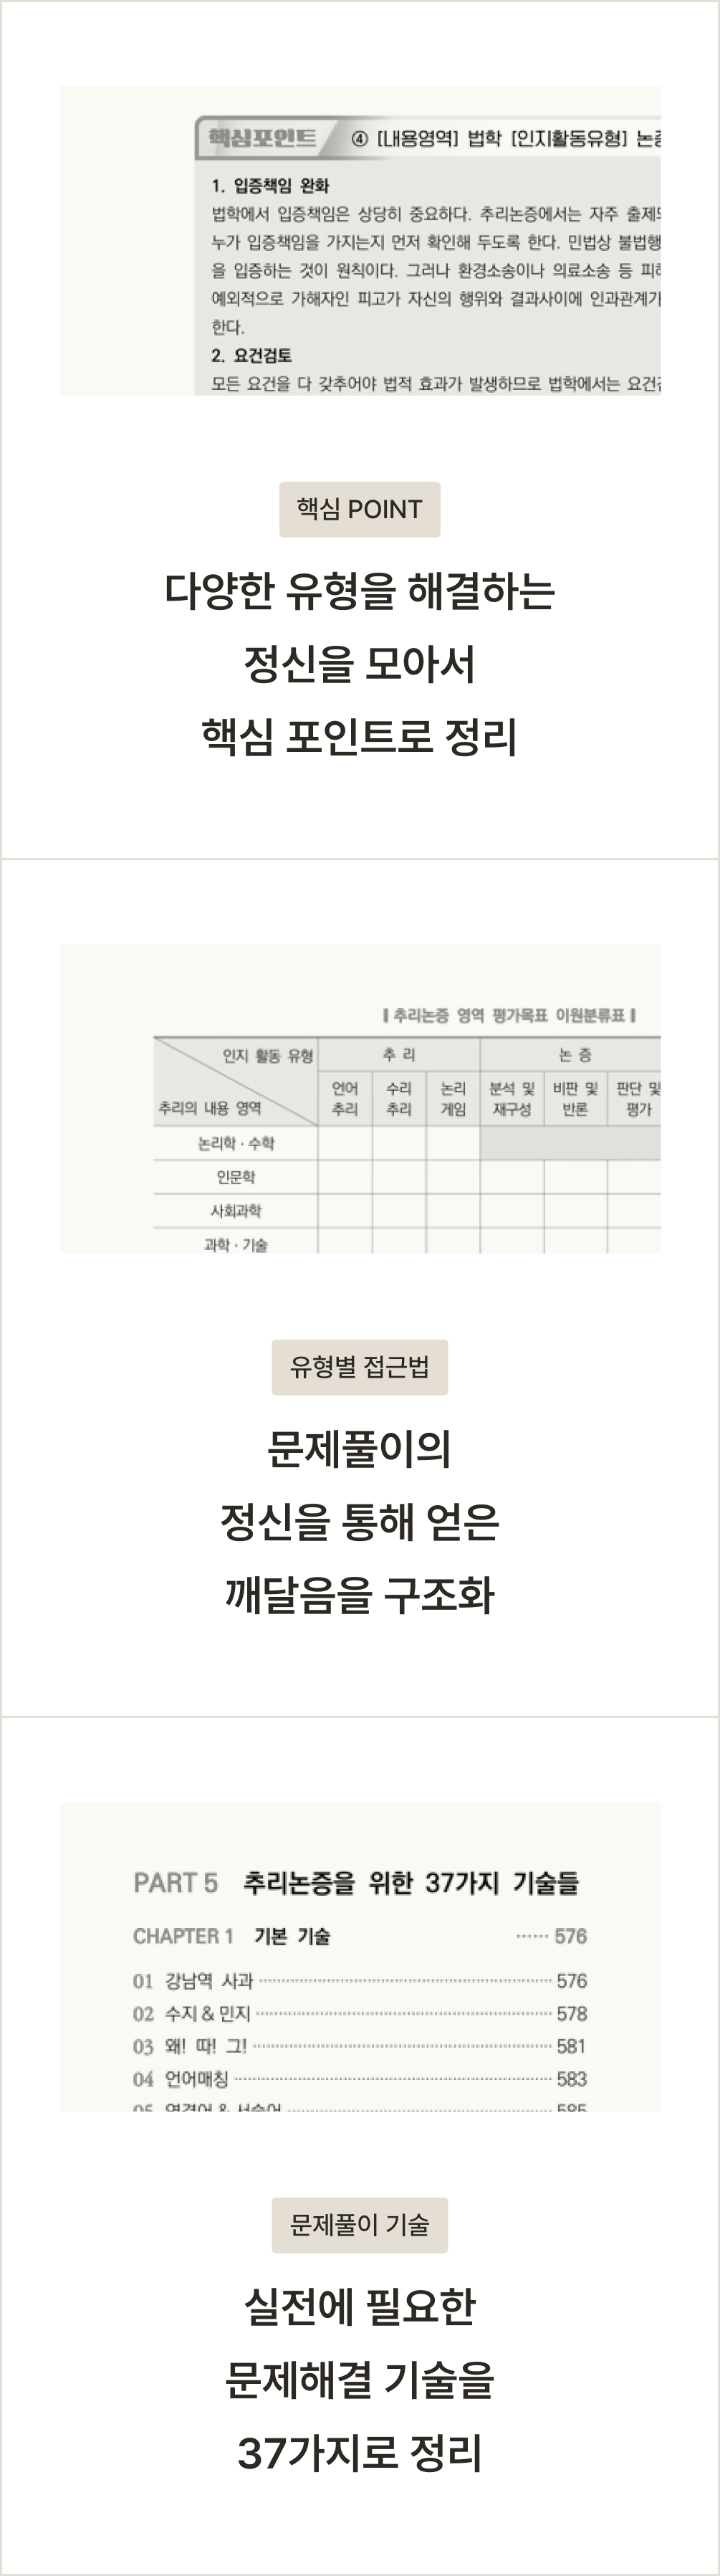 핵심포인트 ④ [내용영역] 법학 [인지활동유형] 논증
1. 입증책임 완화
법학에서 입증책임은 상당히 중요하다. 추리논증에서는 자주 출제되
누가 입증책임을 가지는지 먼저 확인해 두도록 한다. 민법상 불법행
을 입증하는 것이 원칙이다. 그러나 환경소송이나 의료소송 등 피해
예외적으로 가해자인 피고가 자신의 행위와 결과사이에 인과관계가
한다.
2. 요건검토
모든 요건을 다 갖추어야 법적 효과가 발생하므로 법학에서는 요건검
핵심 POINT
다양한 유형을 해결하는
정신을 모아서
핵심 포인트로 정리
추리논증 영역 평가목표 이원분류표
인지 활동 유형
추리의 내용 영역
추 리
논 증
언어 추리
수리 추리
논리 게임
분석 및 재구성
비판 및 반론
판단 및 평가
논리학 · 수학
인문학
사회과학
과학 · 기술
유형별 접근법
문제풀이의
정신을 통해 얻은
깨달음을 구조화
PART 5 추리논증을 위한 37가지 기술들
CHAPTER 1 기본 기술 ······ 576
01 강남역 사과 576
02 수지 & 민지 578
03 왜! 따! 그! 581
04 언어매칭 583
05 연결어 & 서술어 585
문제풀이 기술
실전에 필요한
문제해결 기술을
37가지로 정리